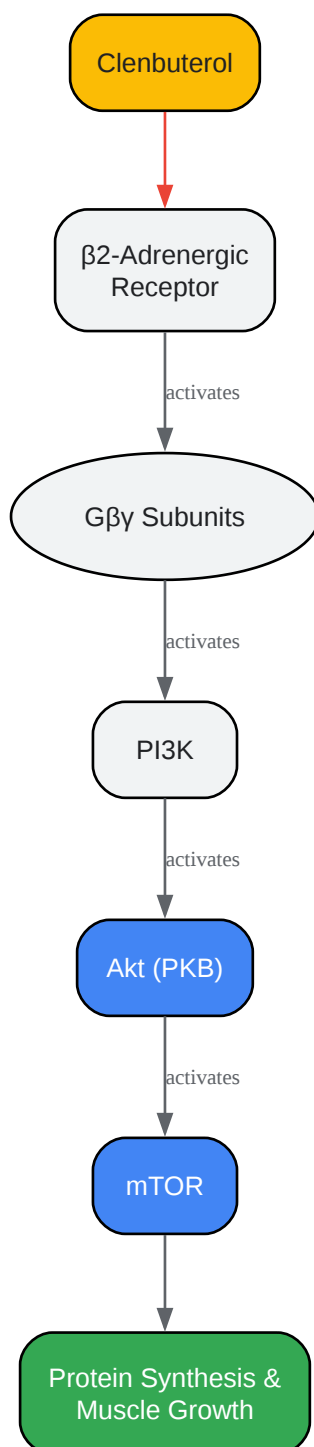 Clenbuterol
β2-Adrenergic
Receptor
activates
Gβγ Subunits
activates
PI3K
activates
Akt (PKB)
activates
mTOR
Protein Synthesis &
Muscle Growth